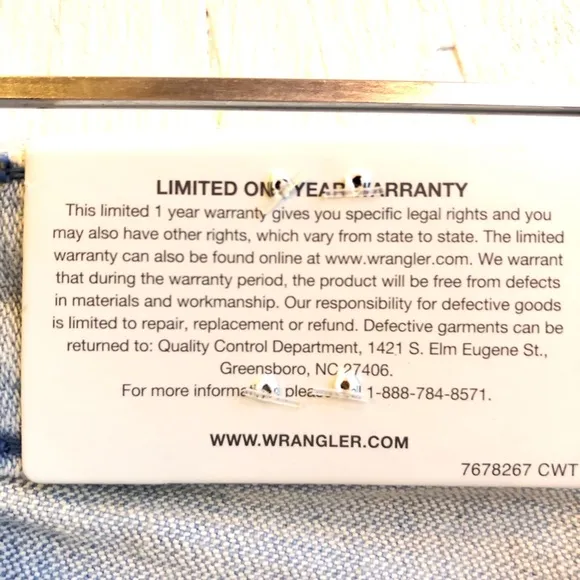 LIMITED ONE YEAR WARRANTY
This limited 1 year warranty gives you specific legal rights and you
may also have other rights, which vary from state to state. The limited
warranty can also be found online at www.wrangler.com. We warrant
that during the warranty period, the product will be free from defects
in materials and workmanship. Our responsibility for defective goods
is limited to repair, replacement or refund. Defective garments can be
returned to: Quality Control Department, 1421 S. Elm Eugene St.,
Greensboro, NC 27406.
For more information please call 1-888-784-8571.
WWW.WRANGLER.COM
7678267 CWT